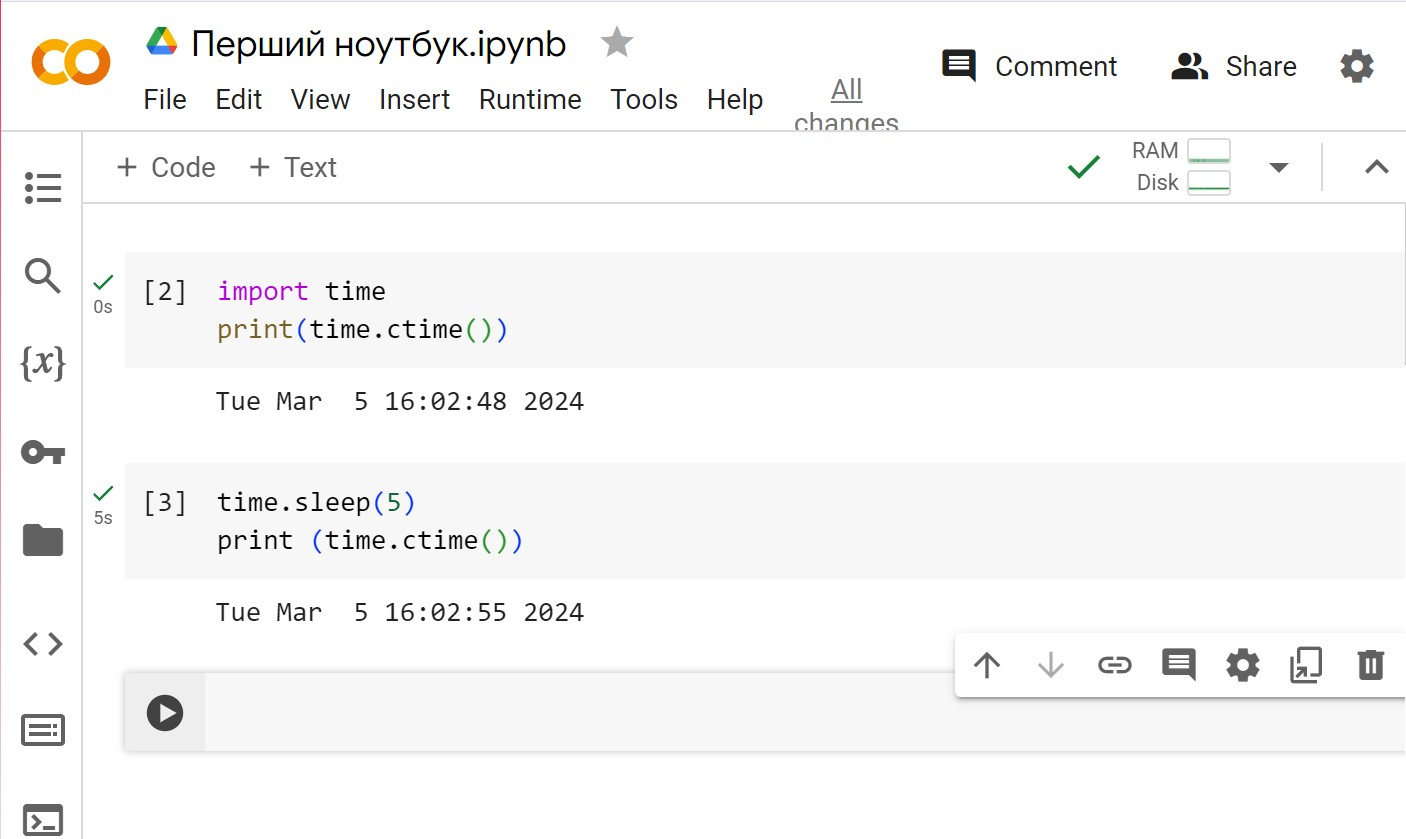 Перший ноутбук.ipynb
Comment
Share
File Edit View Insert Runtime Tools Help
All changes
+ Code + Text
RAM
Disk
[2] import time
0s
print(time.ctime())
Tue Mar  5 16:02:48 2024
[3] time.sleep(5)
5s
print (time.ctime())
Tue Mar  5 16:02:55 2024
{x}